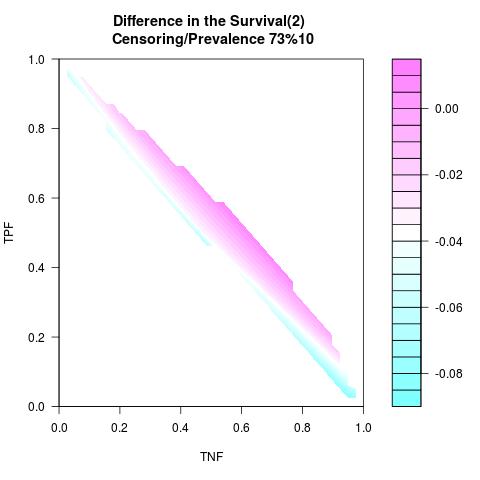 Difference in the Survival(2)
Censoring/Prevalence 73%10
1.0
0.8
0.6
0.4
0.2
0.0
TPF
0.0 0.2 0.4 0.6 0.8 1.0
TNF
0.00
-0.02
-0.04
-0.06
-0.08